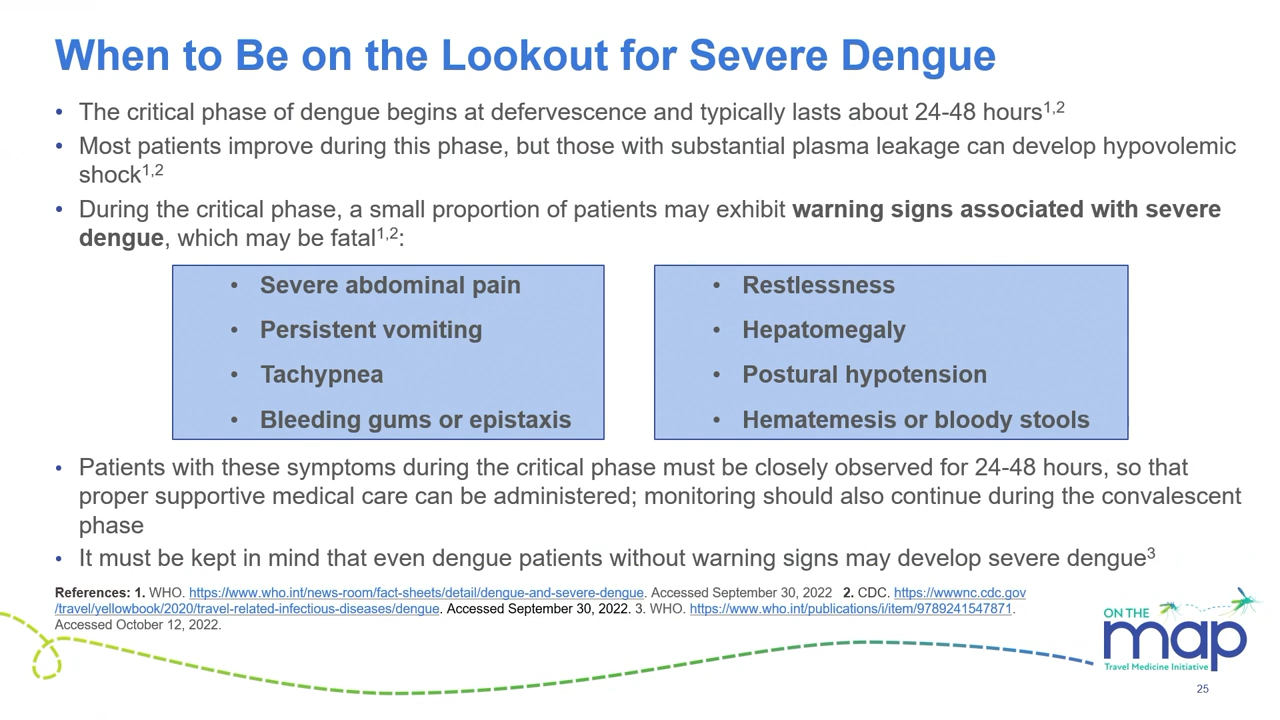 When to Be on the Lookout for Severe Dengue
• The critical phase of dengue begins at defervescence and typically lasts about 24-48 hours1,2
• Most patients improve during this phase, but those with substantial plasma leakage can develop hypovolemic
shock1,2
• During the critical phase, a small proportion of patients may exhibit warning signs associated with severe
dengue, which may be fatal1,2:
• Severe abdominal pain
• Persistent vomiting
• Tachypnea
• Bleeding gums or epistaxis
• Restlessness
• Hepatomegaly
• Postural hypotension
• Hematemesis or bloody stools
• Patients with these symptoms during the critical phase must be closely observed for 24-48 hours, so that
proper supportive medical care can be administered; monitoring should also continue during the convalescent
phase
• It must be kept in mind that even dengue patients without warning signs may develop severe dengue3
References: 1. WHO. https://www.who.int/news-room/fact-sheets/detail/dengue-and-severe-dengue. Accessed September 30, 2022 2. CDC. https://wwwnc.cdc.gov
/travel/yellowbook/2020/travel-related-infectious-diseases/dengue. Accessed September 30, 2022. 3. WHO. https://www.who.int/publications/i/item/9789241547871.
Accessed October 12, 2022.
ON THE
map
Travel Medicine Initiative
25